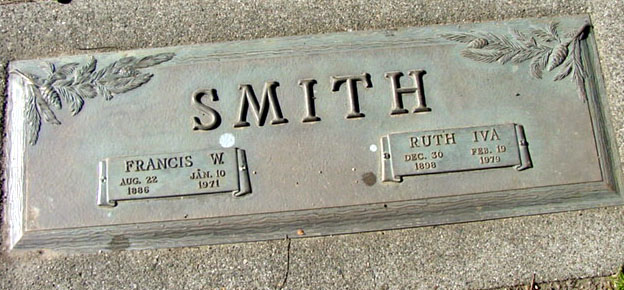 SMITH
FRANCIS W.
AUG. 22 JAN. 10
1886 1971
RUTH IVA
DEC. 30 FEB. 19
1898 1979